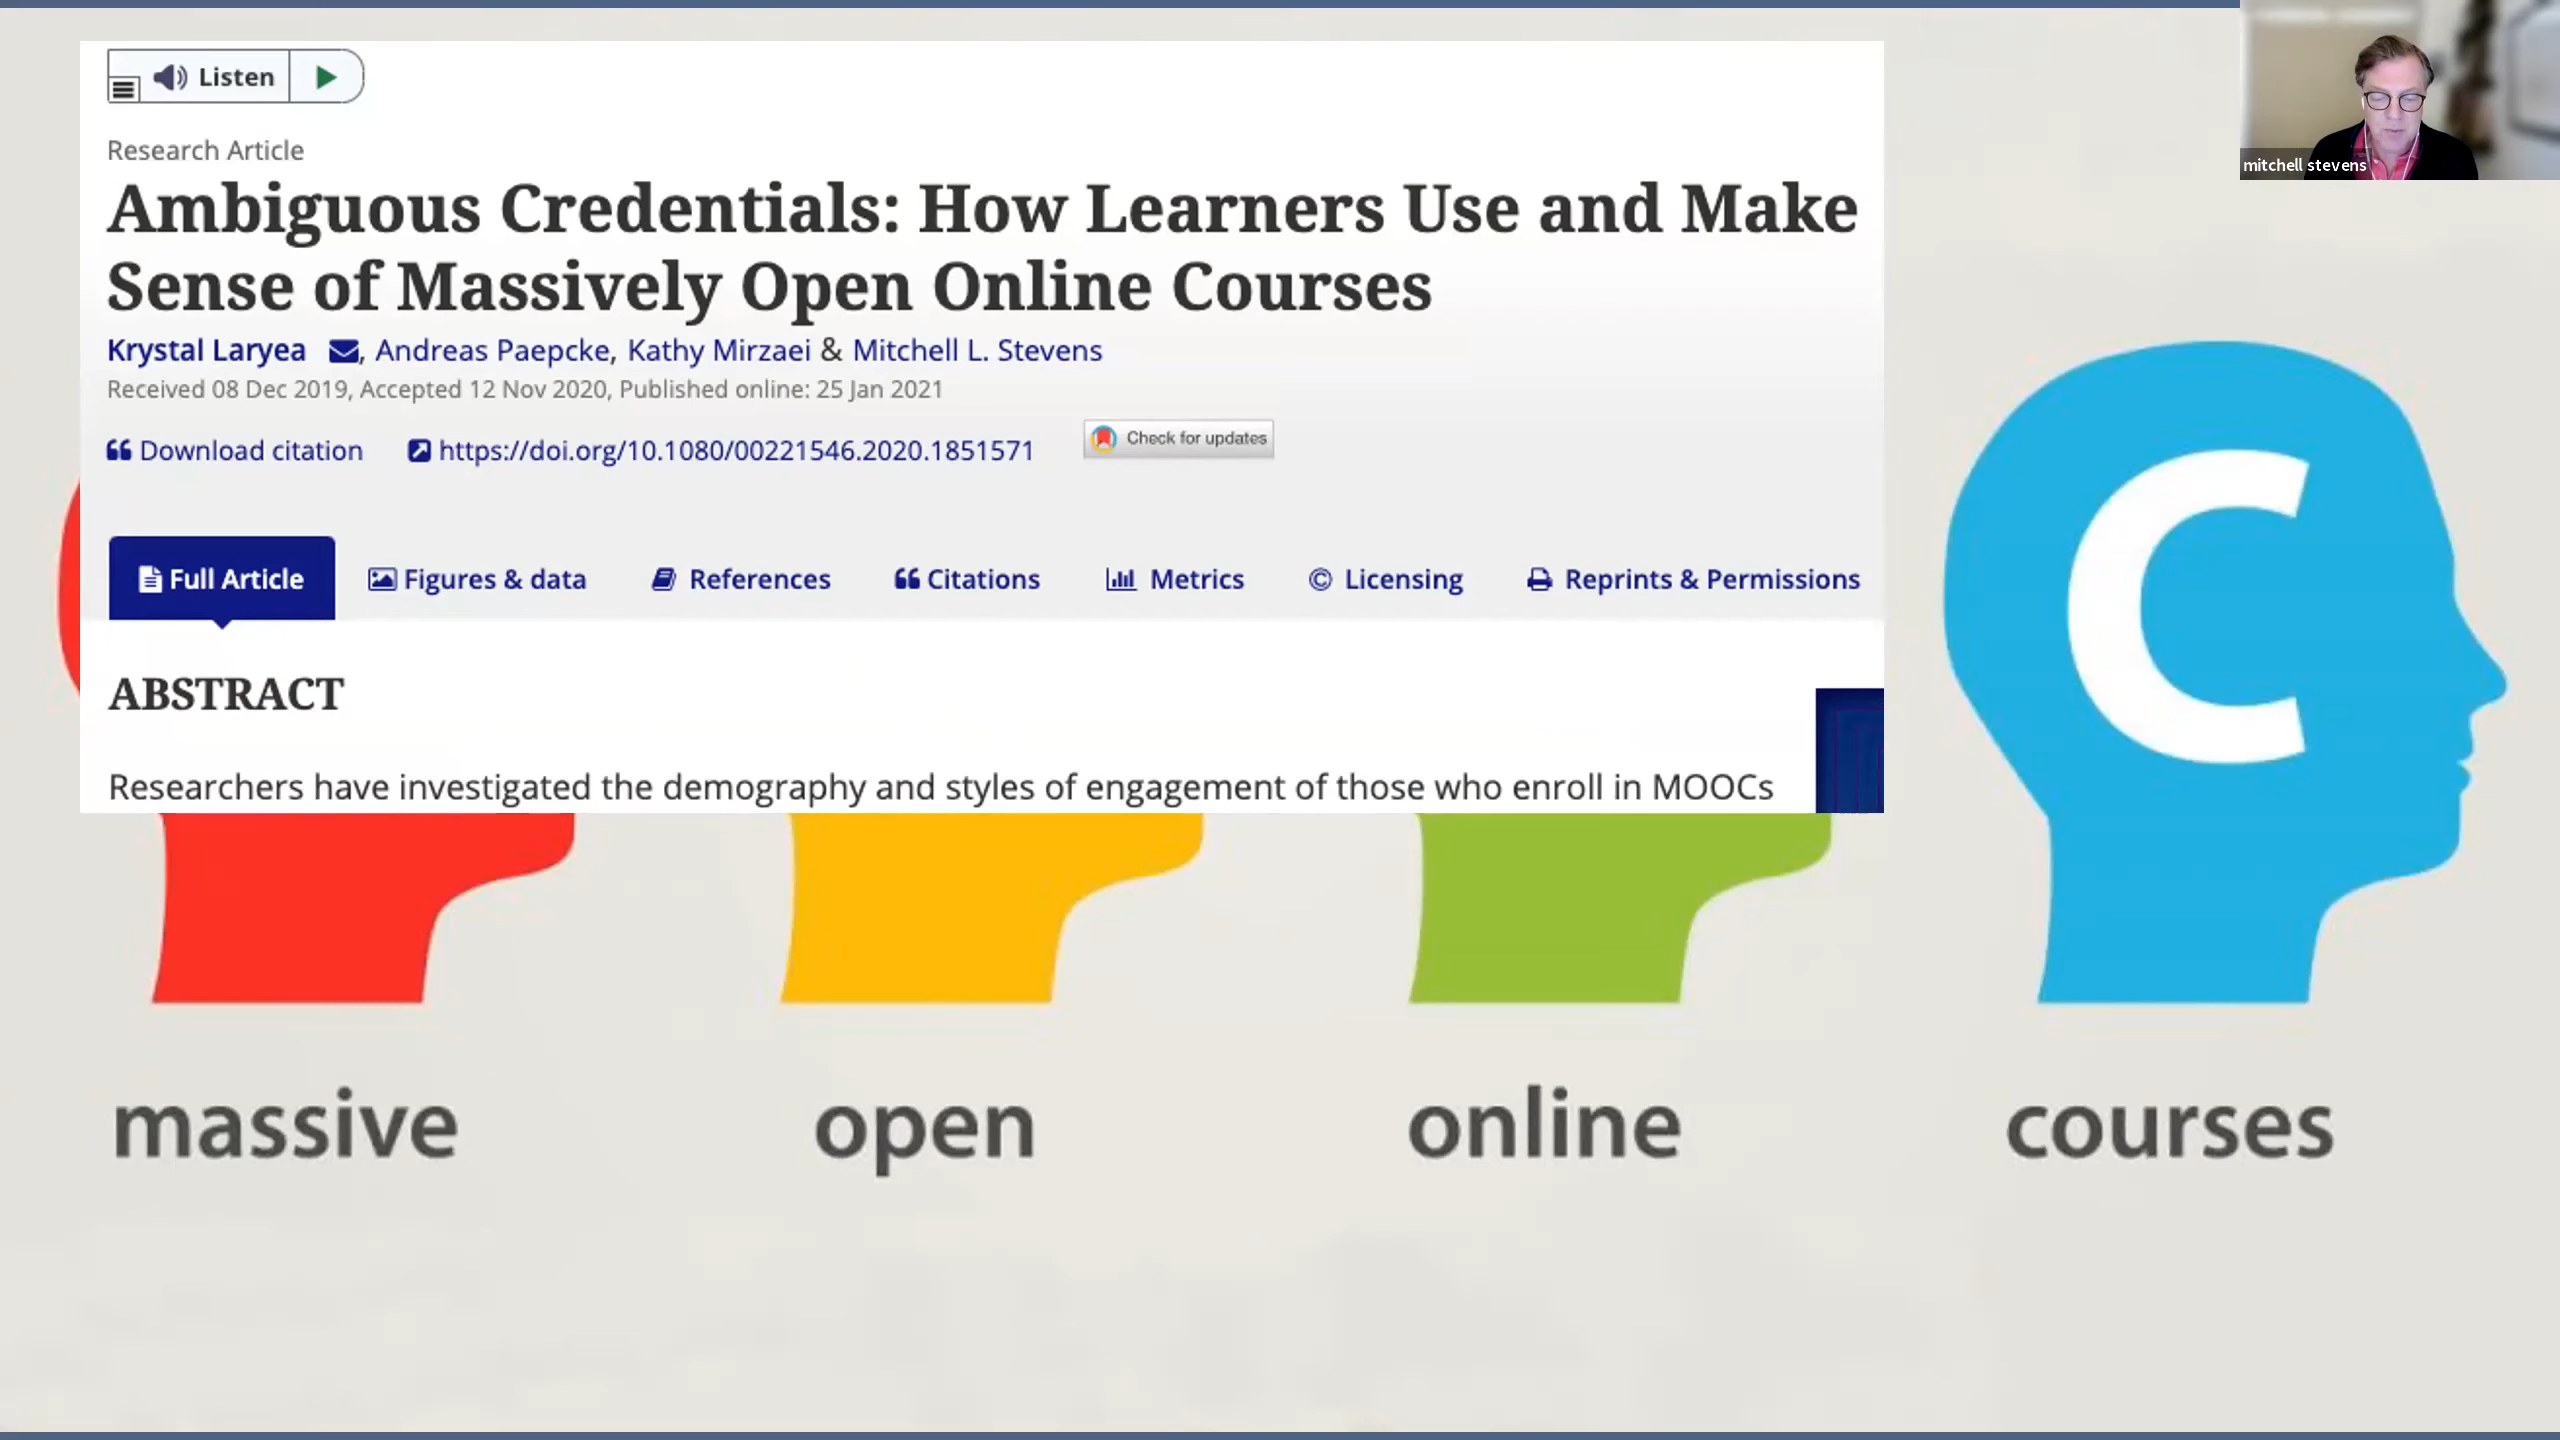 Listen
Research Article
Ambiguous Credentials: How Learners Use and Make
Sense of Massively Open Online Courses
Krystal Laryea , Andreas Paepcke, Kathy Mirzaei & Mitchell L. Stevens
Received 08 Dec 2019, Accepted 12 Nov 2020, Published online: 25 Jan 2021
Download citation https://doi.org/10.1080/00221546.2020.1851571 Check for updates
Full Article Figures & data References Citations Metrics Licensing Reprints & Permissions
ABSTRACT
Researchers have investigated the demography and styles of engagement of those who enroll in MOOCs
mitchell stevens
C
massive open online courses